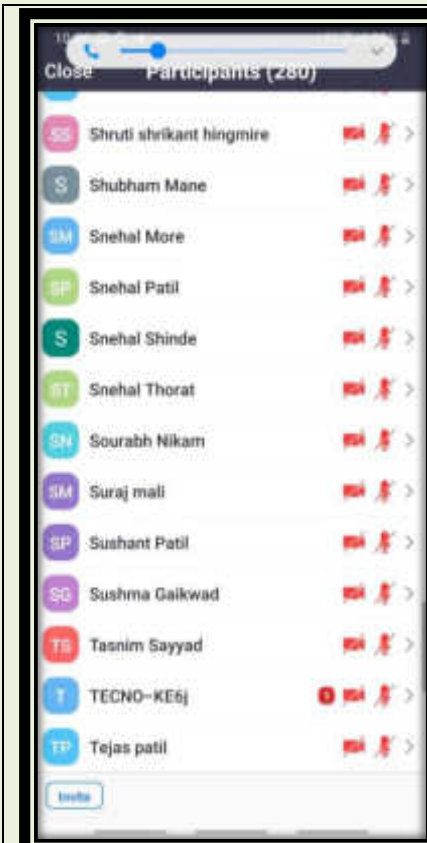 Close Participants (280)
SS Shruti shrikant hingmire
S Shubham Mane
SM Snehal More
SP Snehal Patil
S Snehal Shinde
ST Snehal Thorat
SN Sourabh Nikam
SM Suraj mali
SP Sushant Patil
SG Sushma Gaikwad
TS Tasnim Sayyad
T TECNO-KE6j
TP Tejas patil
Invite